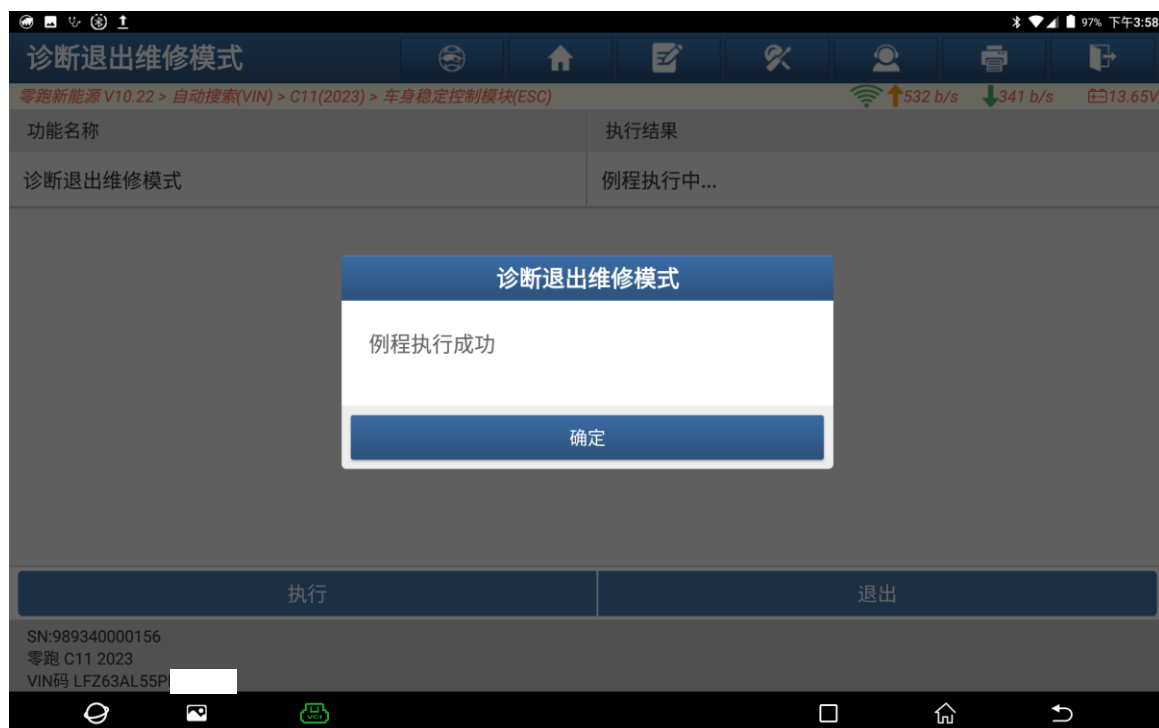 97% 下午3:58
诊断退出维修模式
零跑新能源 V10.22 > 自动搜索(VIN) > C11(2023) > 车身稳定控制模块(ESC)
532 b/s 341 b/s 13.65V
功能名称 执行结果
诊断退出维修模式 例程执行中...
诊断退出维修模式
例程执行成功
确定
执行 退出
SN:989340000156
零跑 C11 2023
VIN码 LFZ63AL55P
VCI